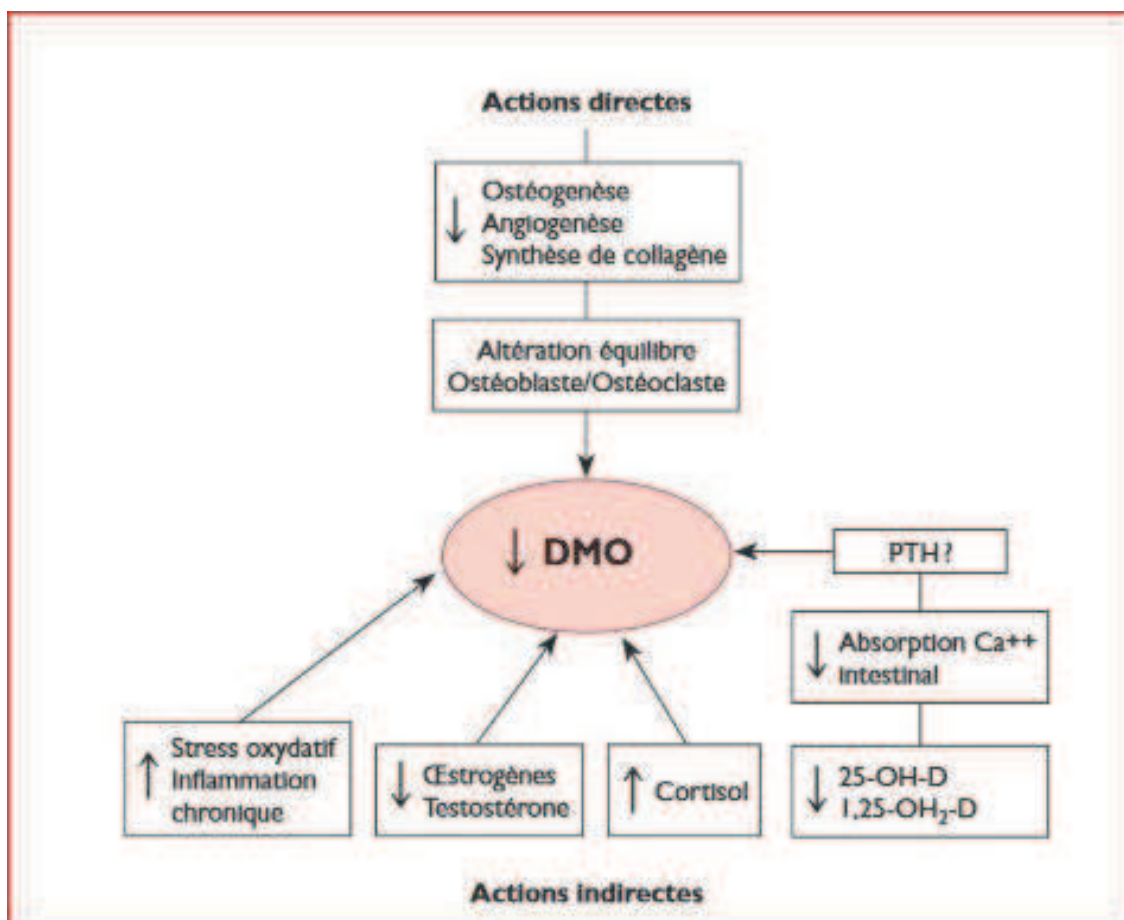 Actions directes
↓ Ostéogenèse
Angiogenèse
Synthèse de collagène
Altération équilibre
Ostéoblaste/Ostéoclaste
↓ DMO
PTH?
↓ Absorption Ca++
intestinal
↑ Stress oxydatif
Inflammation
chronique
↓ Œstrogènes
Testostérone
↑ Cortisol
↓ 25-OH-D
1,25-OH₂-D
Actions indirectes